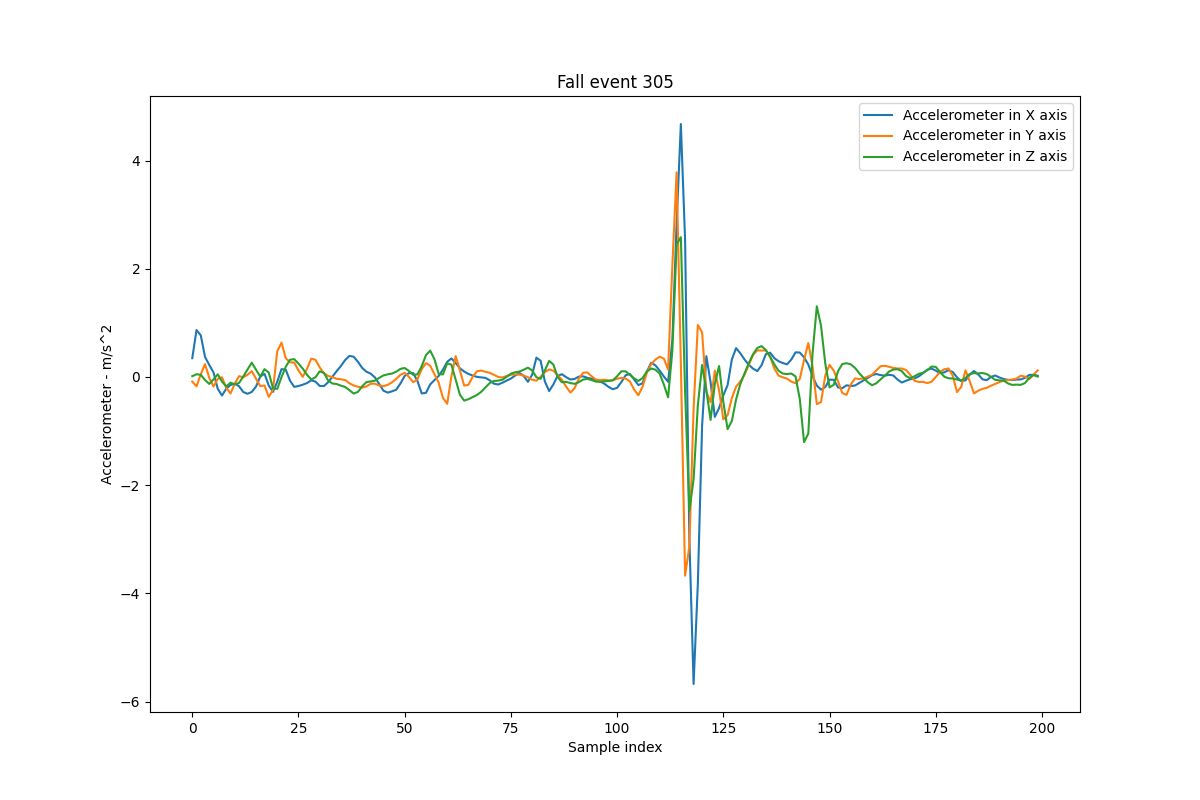 Fall event 305
Accelerometer in X axis
Accelerometer in Y axis
Accelerometer in Z axis
Accelerometer - m/s^2
4
2
0
−2
−4
−6
0 25 50 75 100 125 150 175 200
Sample index